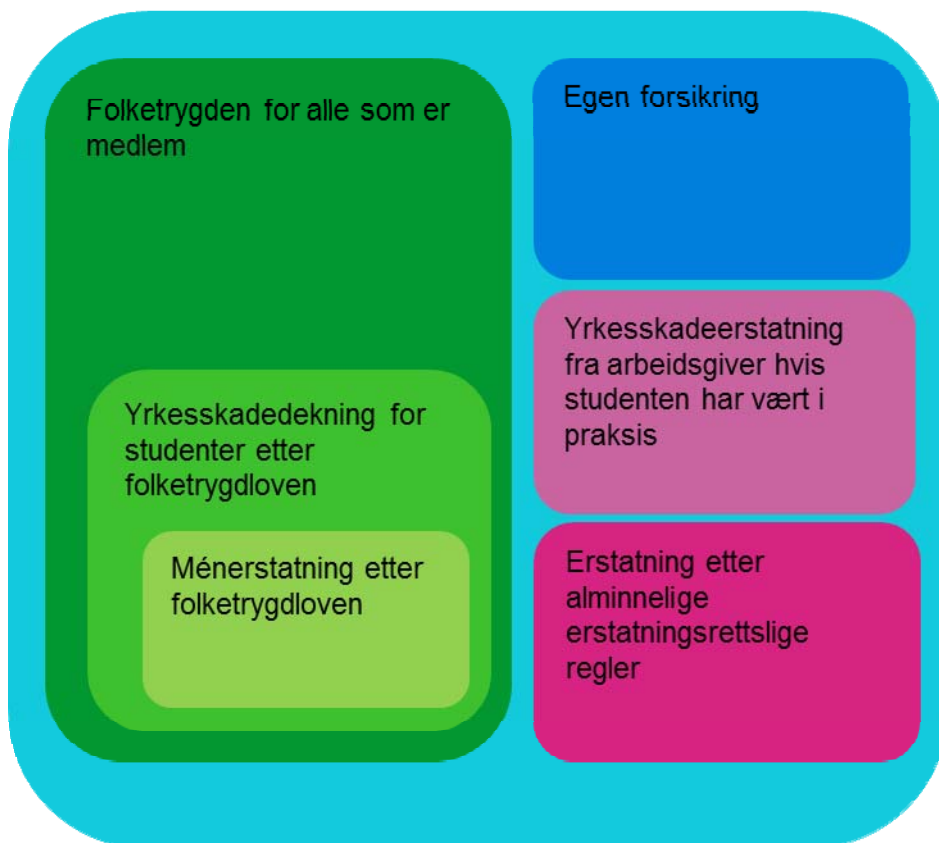 Folketrygden for alle som er
medlem
Yrkesskadedekning for
studenter etter
folketrygdloven
Ménerstatning etter
folketrygdloven
Egen forsikring
Yrkesskadeerstatning
fra arbeidsgiver hvis
studenten har vært i
praksis
Erstatning etter
alminnelige
erstatningsrettslige
regler